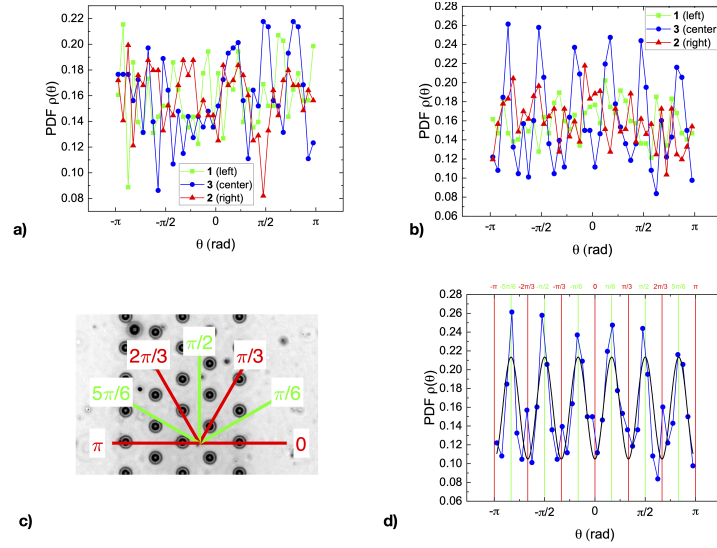 0.22
0.20
0.18
0.16
0.14
0.12
0.10
0.08
PDF ρ(θ)
1 (left)
3 (center)
2 (right)
-π
-π/2
0
π/2
π
θ (rad)
a)
0.28
0.26
0.24
0.22
0.20
0.18
0.16
0.14
0.12
0.10
0.08
0.06
PDF ρ(θ)
1 (left)
3 (center)
2 (right)
-π
-π/2
0
π/2
π
θ (rad)
b)
π/2
2π/3
π/3
5π/6
π/6
π
0
c)
-π -5π/6 -2π/3 -π/2 -π/3 -π/6 0 π/6 π/3 π/2 2π/3 5π/6 π
0.28
0.26
0.24
0.22
0.20
0.18
0.16
0.14
0.12
0.10
0.08
0.06
PDF ρ(θ)
-π
-π/2
0
π/2
π
θ (rad)
d)